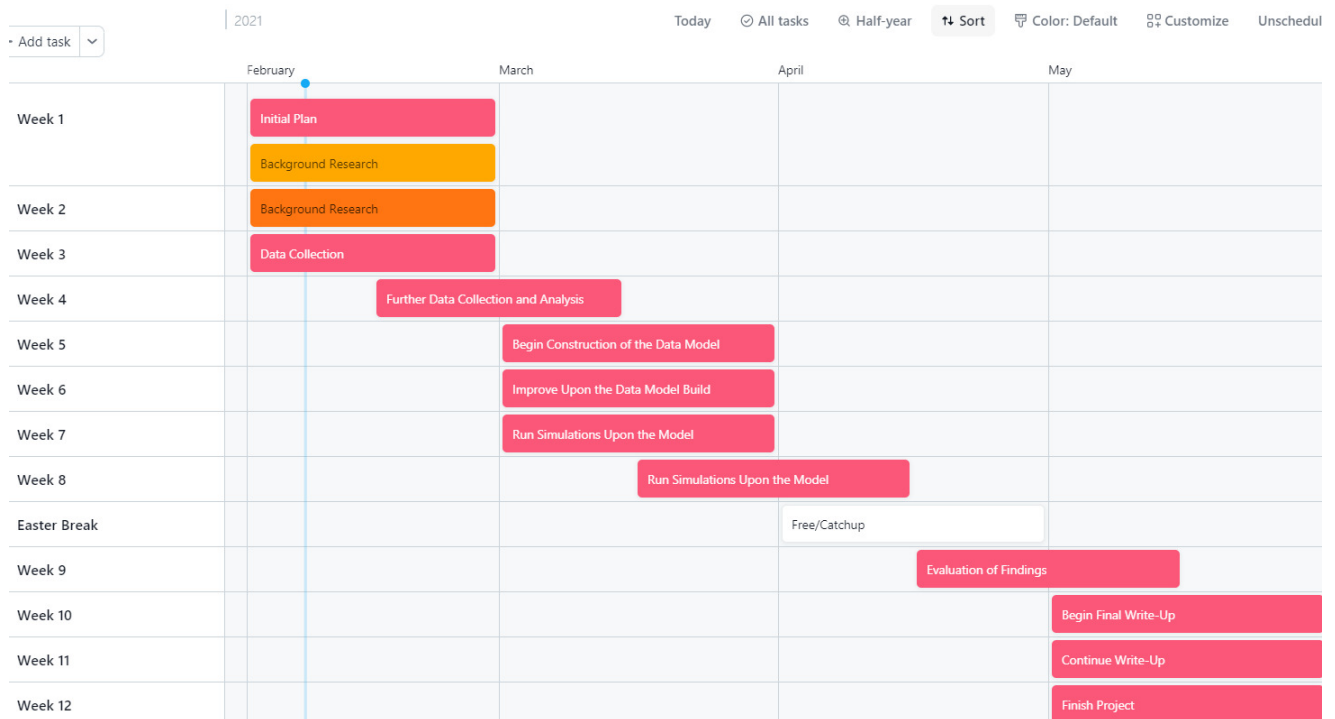 2021
Today
All tasks
Half-year
Sort
Color: Default
Customize
Unschedul
Add task
February
March
April
May
Week 1
Initial Plan
Background Research
Week 2
Background Research
Week 3
Data Collection
Week 4
Further Data Collection and Analysis
Week 5
Begin Construction of the Data Model
Week 6
Improve Upon the Data Model Build
Week 7
Run Simulations Upon the Model
Week 8
Run Simulations Upon the Model
Easter Break
Free/Catchup
Week 9
Evaluation of Findings
Week 10
Begin Final Write-Up
Week 11
Continue Write-Up
Week 12
Finish Project